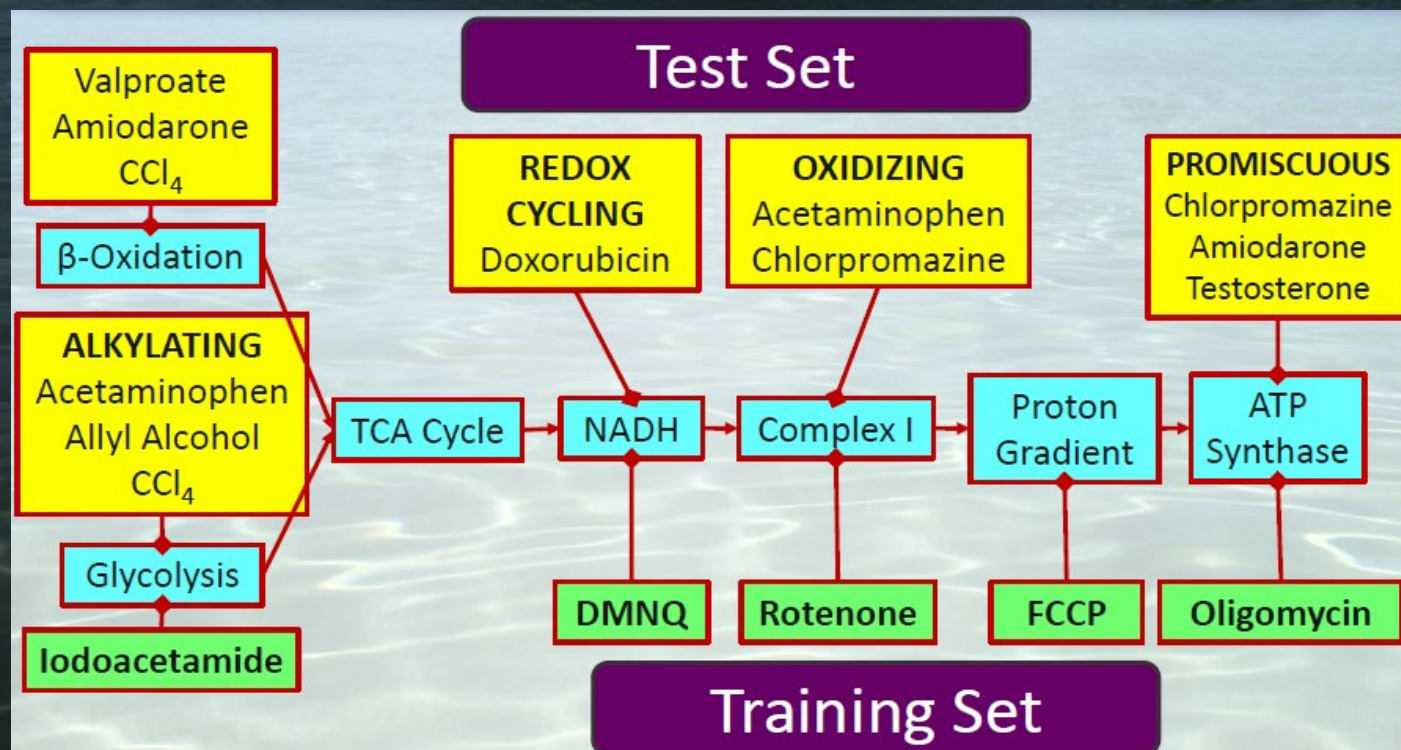 Test Set
Valproate
Amiodarone
CCl₄
β-Oxidation
REDOX
CYCLING
Doxorubicin
OXIDIZING
Acetaminophen
Chlorpromazine
PROMISCUOUS
Chlorpromazine
Amiodarone
Testosterone
ALKYLATING
Acetaminophen
Allyl Alcohol
CCl₄
TCA Cycle
NADH
Complex I
Proton
Gradient
ATP
Synthase
Glycolysis
Iodoacetamide
DMNQ
Rotenone
FCCP
Oligomycin
Training Set